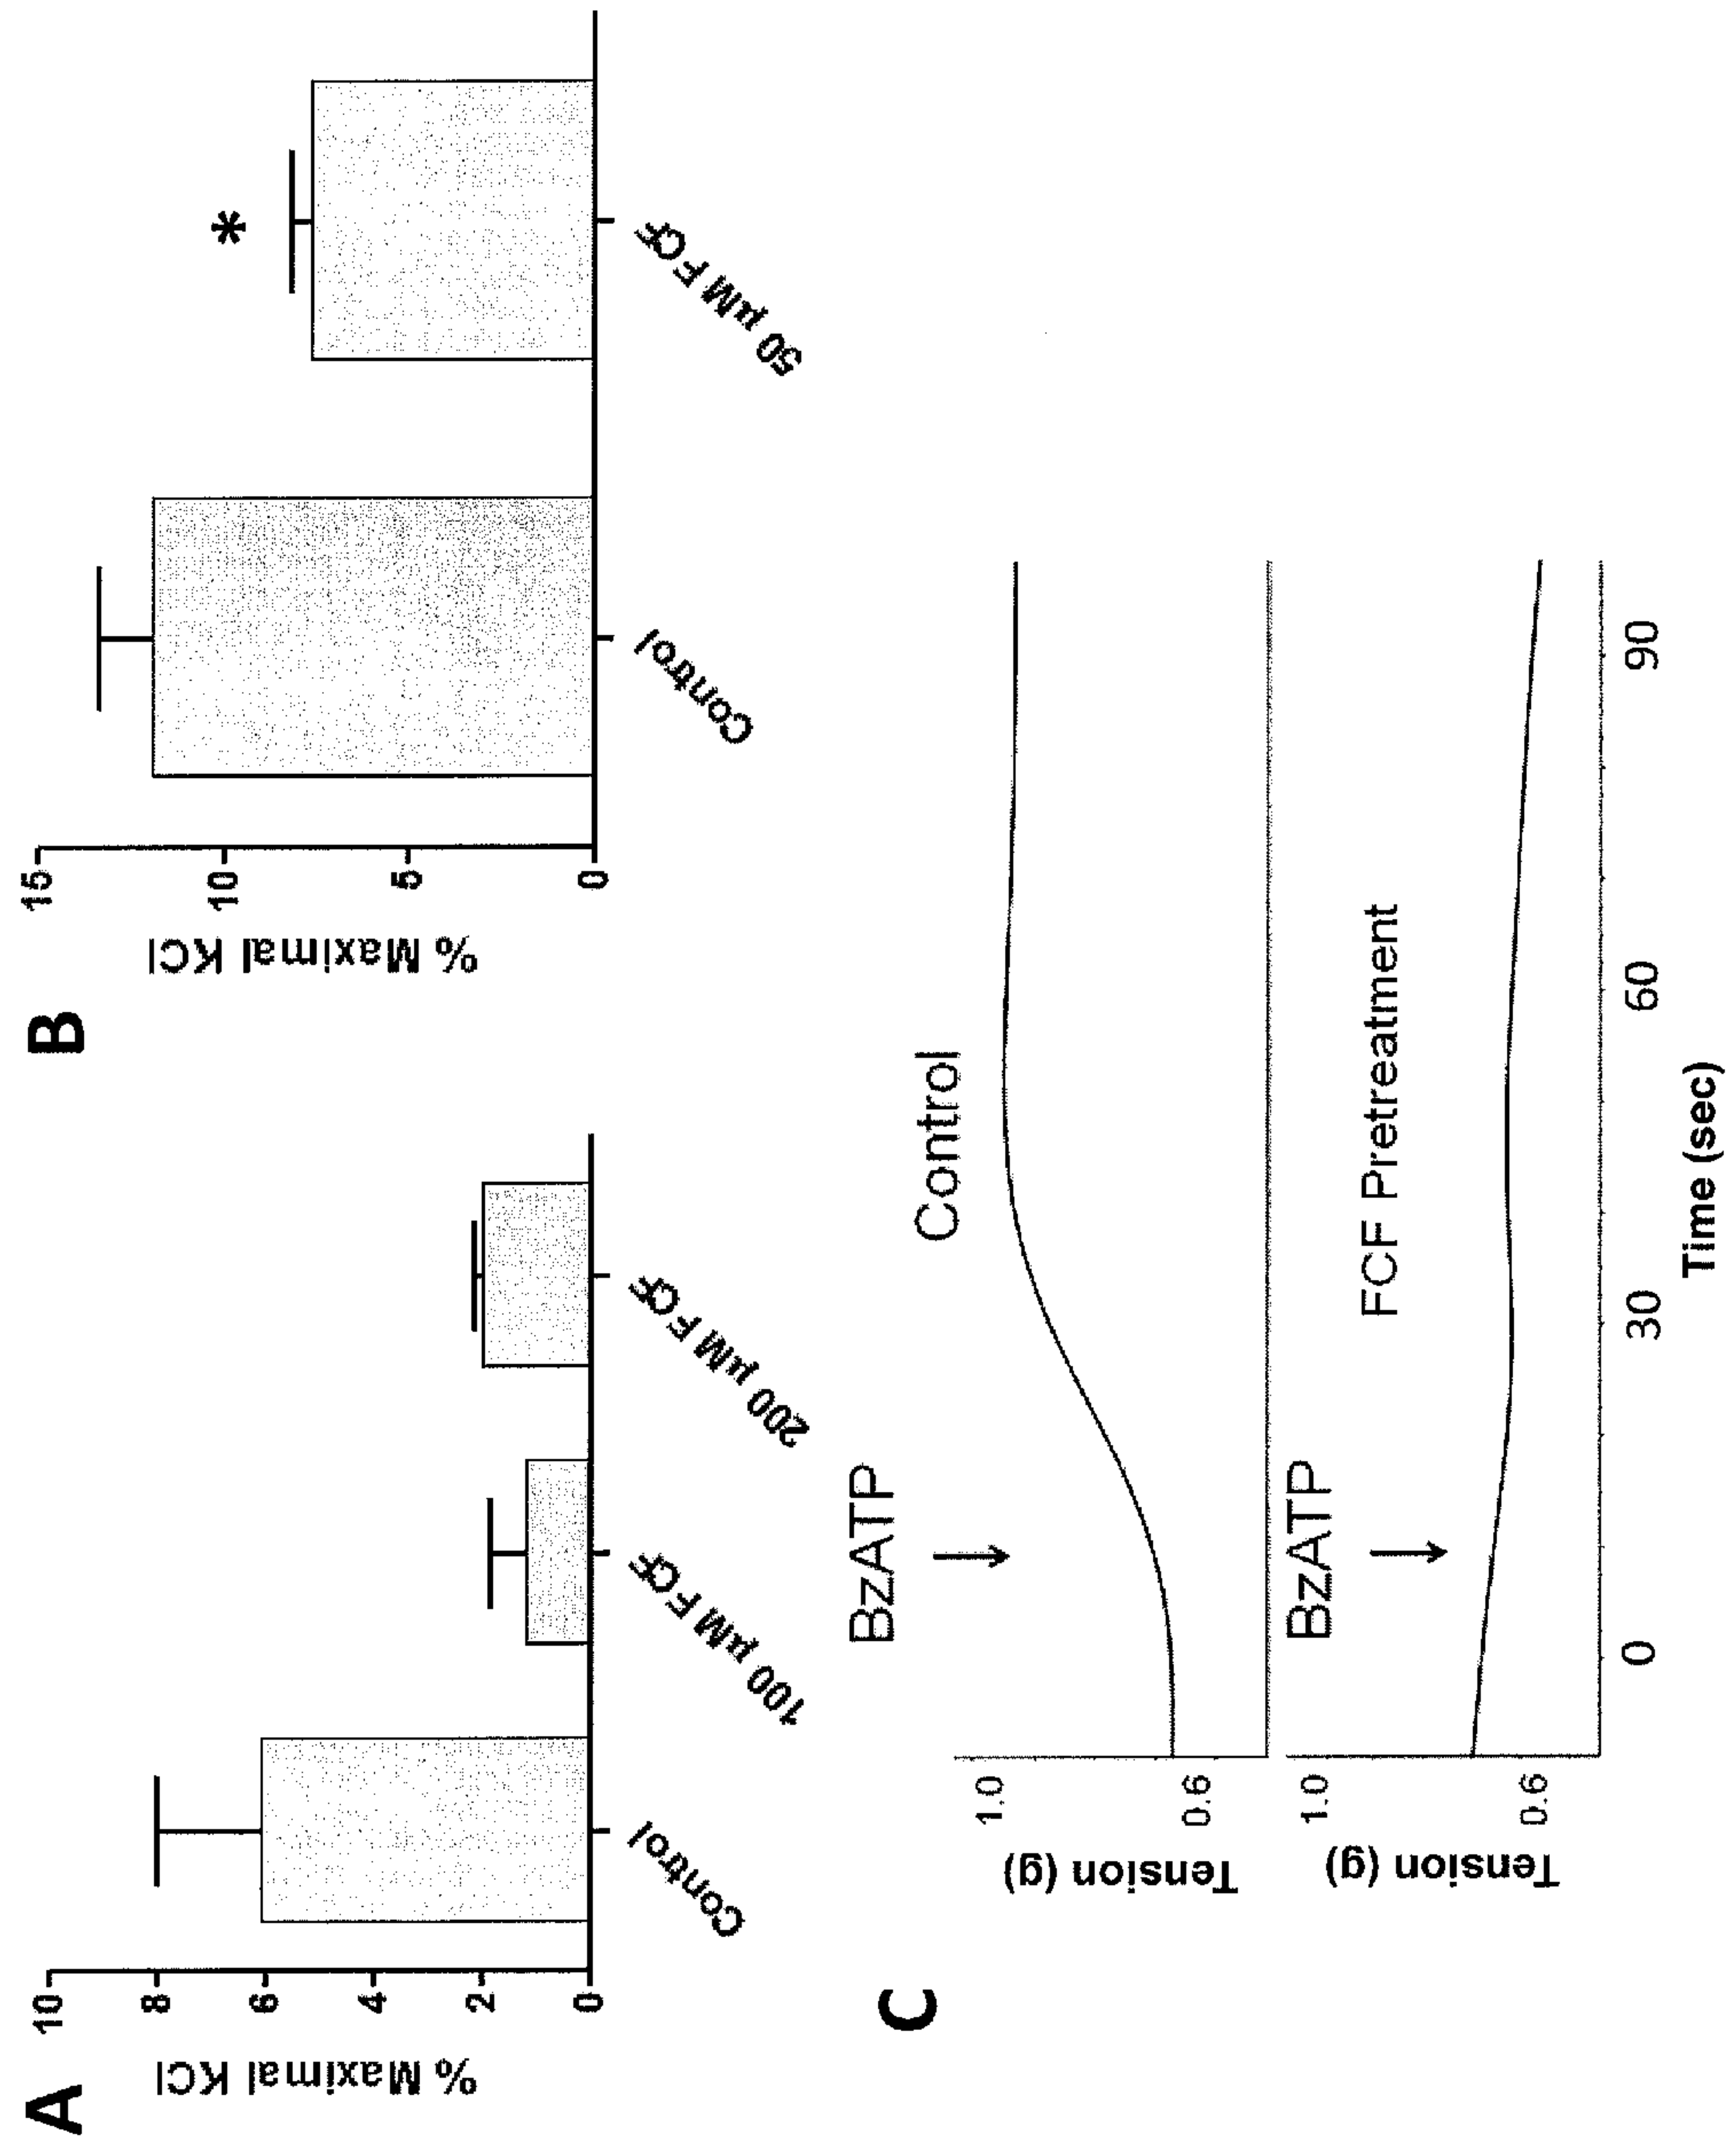 A
% Maximal KCl
10
8
6
4
2
0
Control
100 µM FCF
200 µM FCF
B
% Maximal KCl
15
10
5
0
Control
50 µM FCF
*
C
BzATP
Control
Tension (g)
1.0
0.6
BzATP
FCF Pretreatment
Tension (g)
1.0
0.6
0
30
60
90
Time (sec)